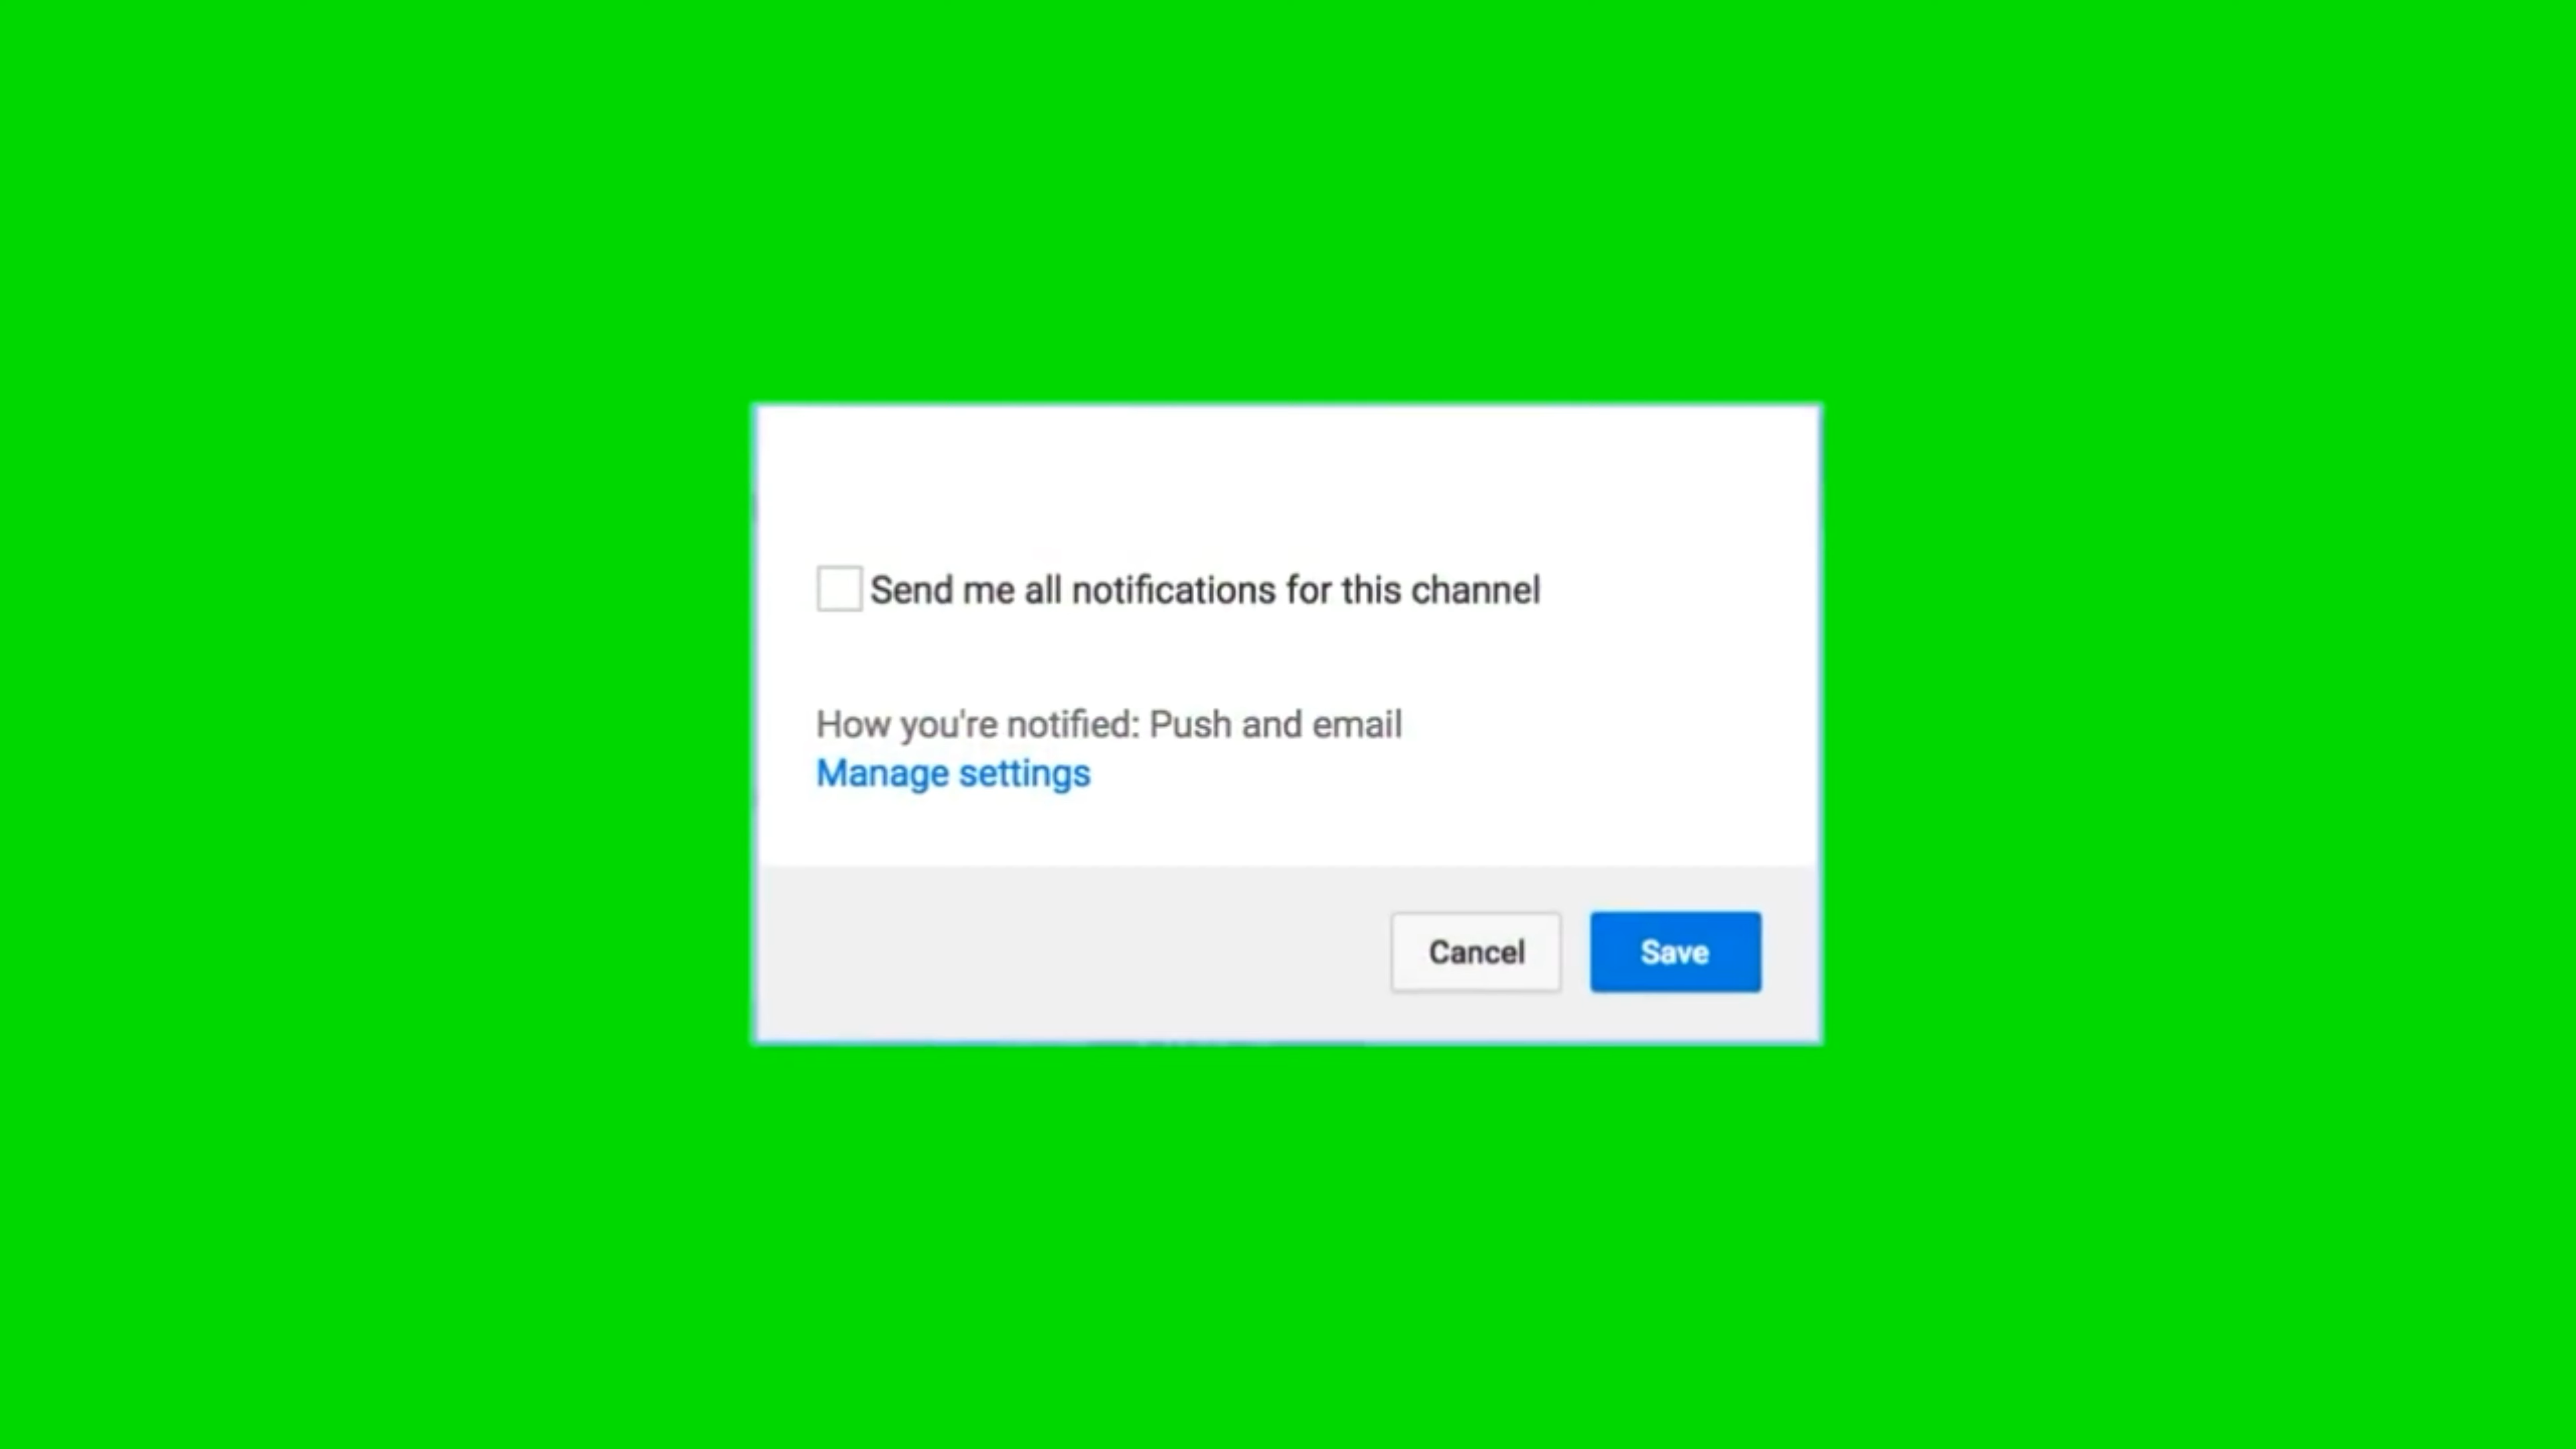 Send me all notifications for this channel
How you're notified: Push and email
Manage settings
Cancel Save